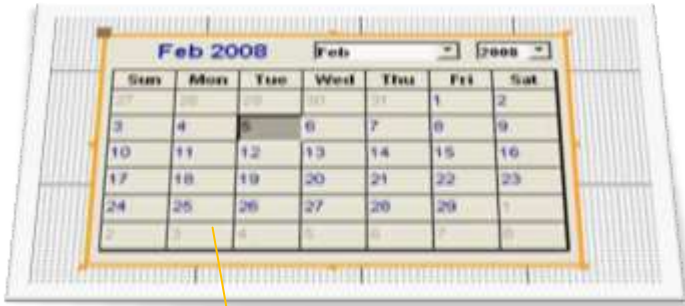 Feb 2008 Feb 2008
Sun Mon Tue Wed Thu Fri Sat
27 28 29 30 31 1 2
3 4 5 6 7 8 9
10 11 12 13 14 15 16
17 18 19 20 21 22 23
24 25 26 27 28 29 1
2 3 4 5 6 7 8